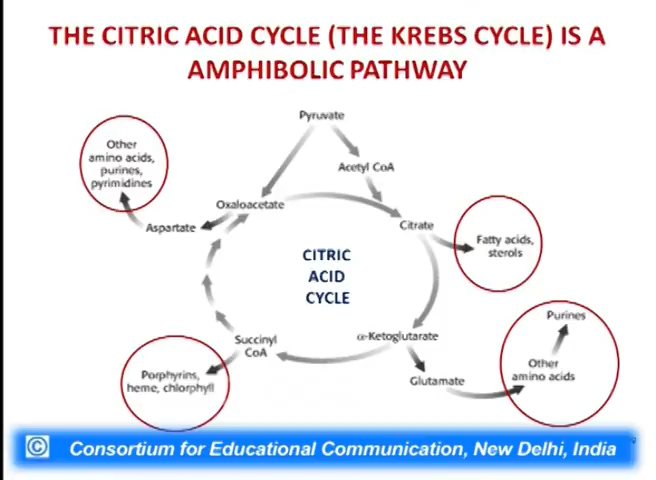 THE CITRIC ACID CYCLE (THE KREBS CYCLE) IS A
AMPHIBOLIC PATHWAY
Pyruvate
Other
amino acids,
purines,
pyrimidines
Acetyl CoA
Oxaloacetate
Aspartate
Citrate
Fatty acids,
sterols
CITRIC
ACID
CYCLE
Purines
α-Ketoglutarate
Succinyl
CoA
Other
amino acids
Glutamate
Porphyrins,
heme, chlorphyll
© Consortium for Educational Communication, New Delhi, India